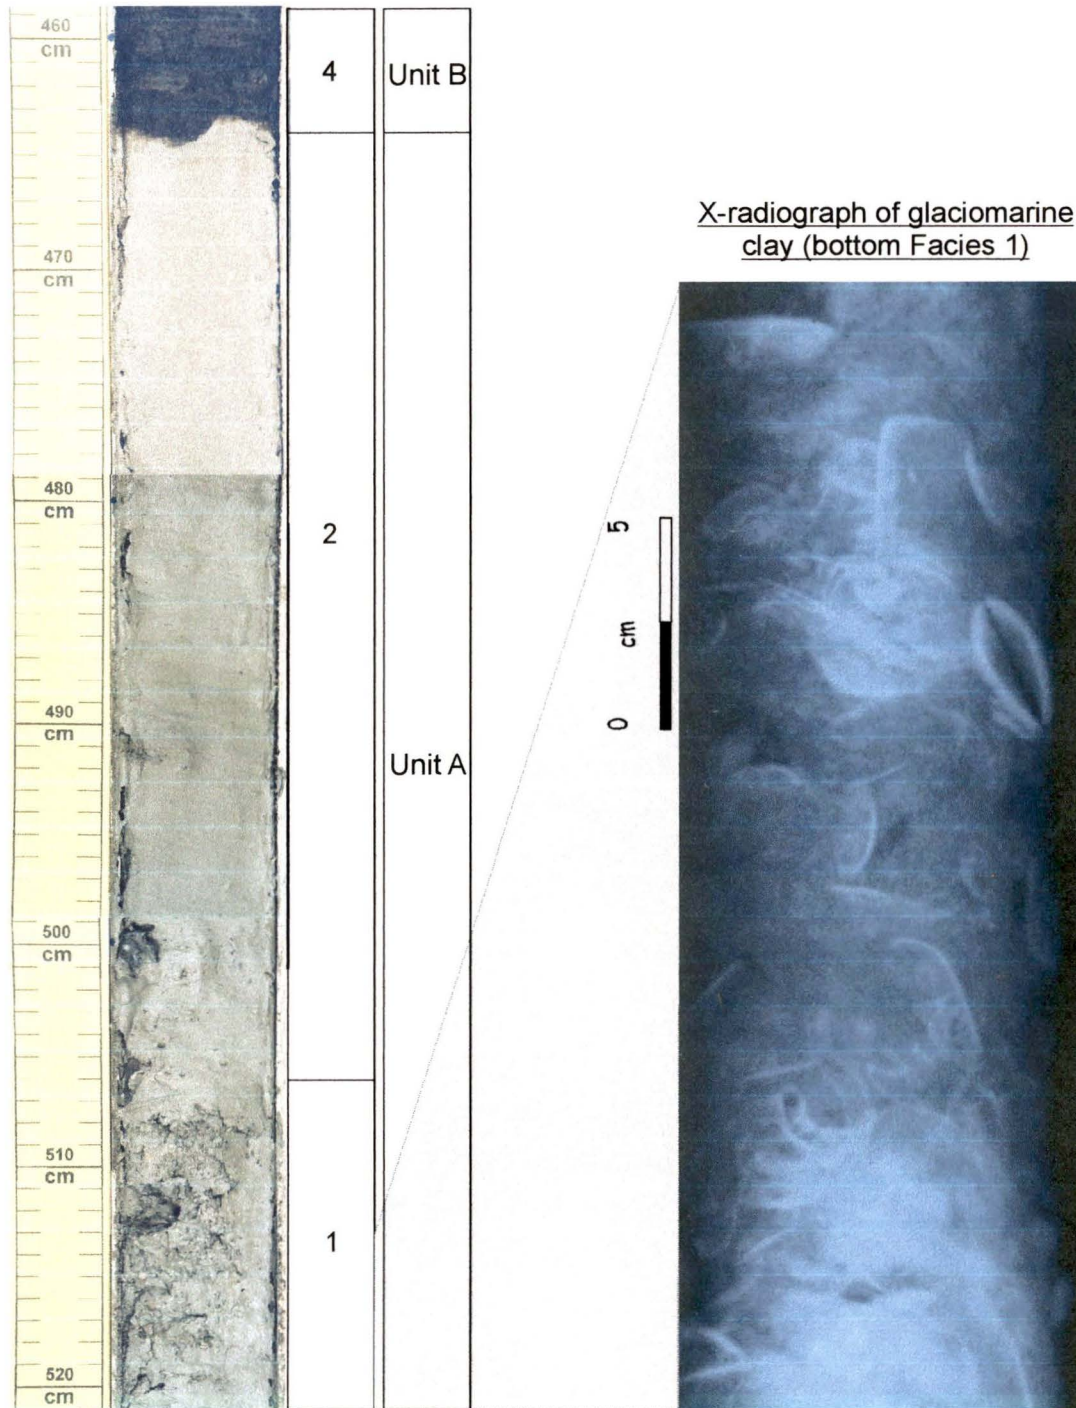 460
cm
4
Unit B
X-radiograph of glaciomarine
clay (bottom Facies 1)
470
cm
480
cm
2
5
cm
0
490
cm
Unit A
500
cm
510
cm
1
520
cm